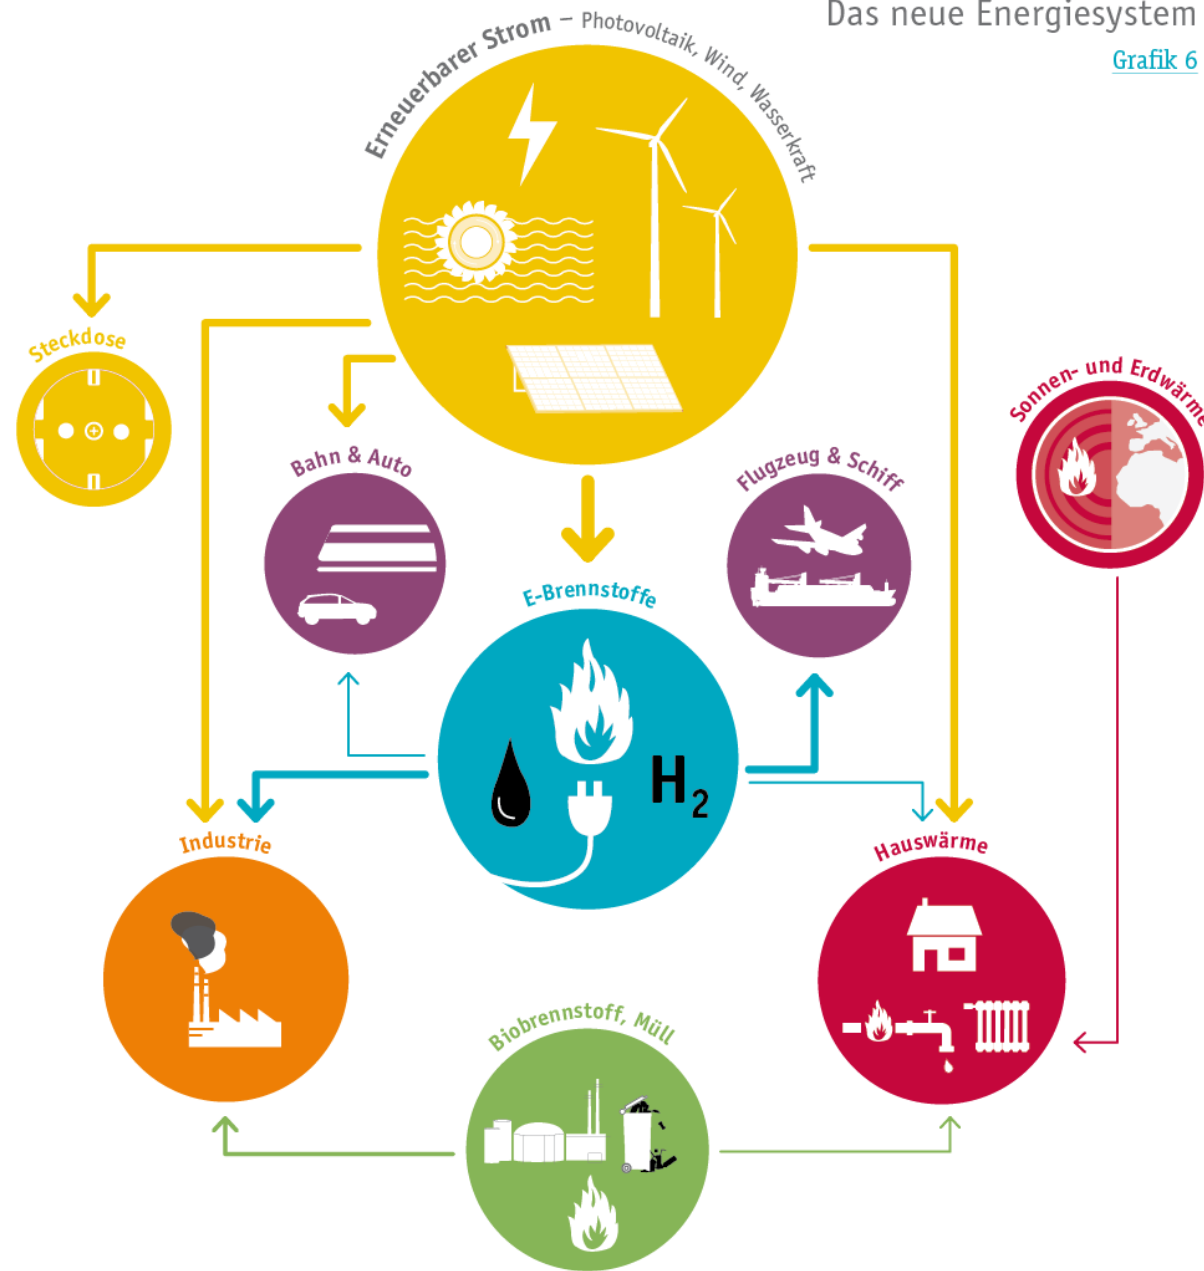 Das neue Energiesystem
Grafik 6
Erneuerbarer Strom – Photovoltaik, Wind, Wasserkraft
Steckdose
Sonnen- und Erdwärme
Bahn & Auto
Flugzeug & Schiff
E-Brennstoffe
H2
Industrie
Hauswärme
Biobrennstoff, Müll